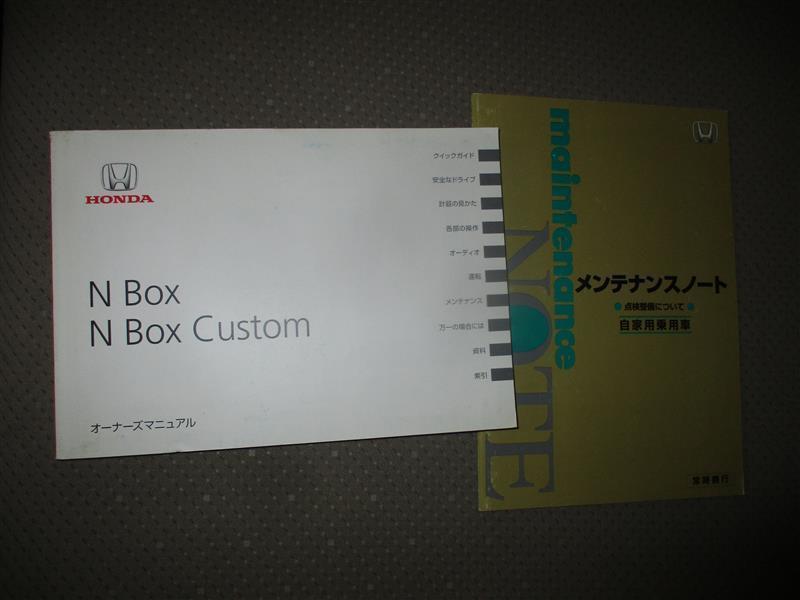 HONDA
N Box
N Box Custom
オーナーズマニュアル
クイックガイド
安全なドライブ
計器の見かた
各部の操作
オーディオ
運転
メンテナンス
万一の場合には
資料
索引
maintenance
NOTE
メンテナンスノート
点検整備について
自家用乗用車
常時携行